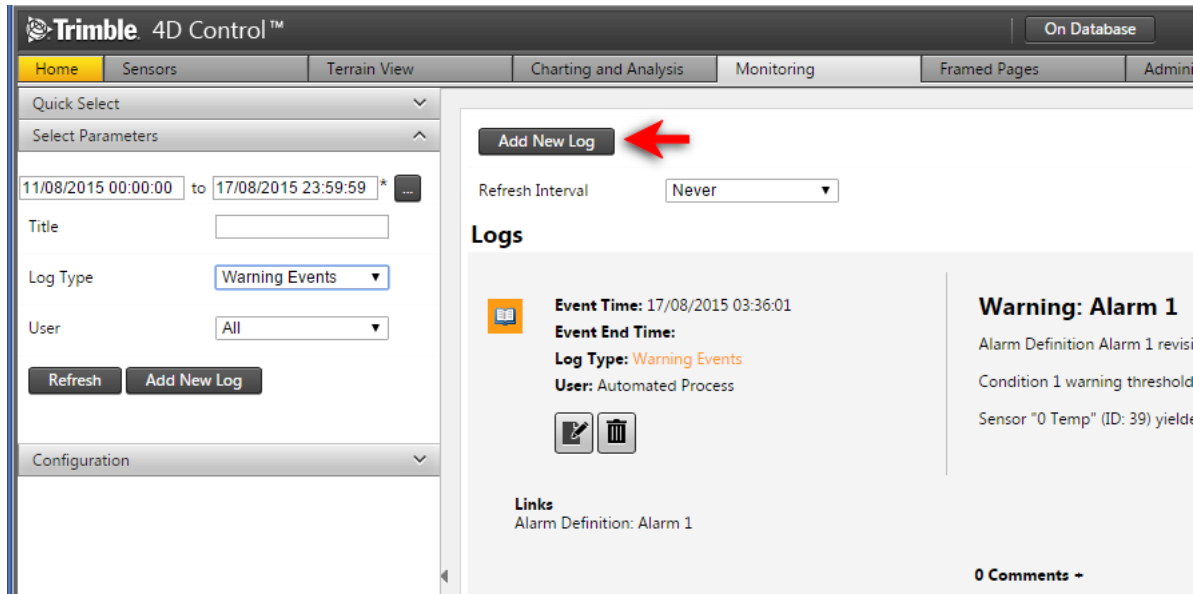 Trimble. 4D Control™
On Database
Home Sensors Terrain View Charting and Analysis Monitoring Framed Pages
Quick Select
Select Parameters
11/08/2015 00:00:00 to 17/08/2015 23:59:59 * ...
Title
Log Type Warning Events
User All
Refresh Add New Log
Configuration
Add New Log
Refresh Interval Never
Logs
Event Time: 17/08/2015 03:36:01
Event End Time:
Log Type: Warning Events
User: Automated Process
Links
Alarm Definition: Alarm 1
Warning: Alarm 1
Alarm Definition Alarm 1 revisi
Condition 1 warning threshold
Sensor "0 Temp" (ID: 39) yielde
0 Comments +